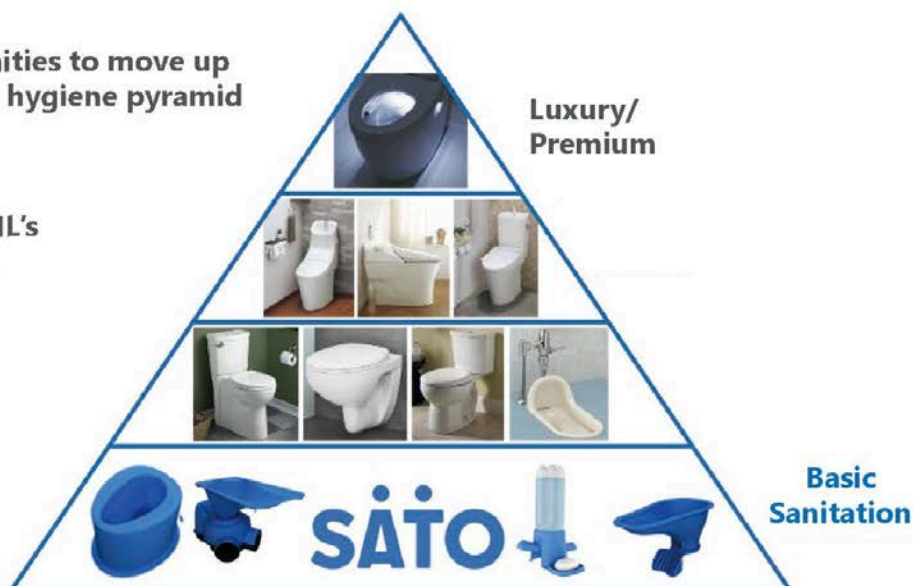 nities to move up
hygiene pyramid
Luxury/
Premium
IL's
SATO
Basic
Sanitation